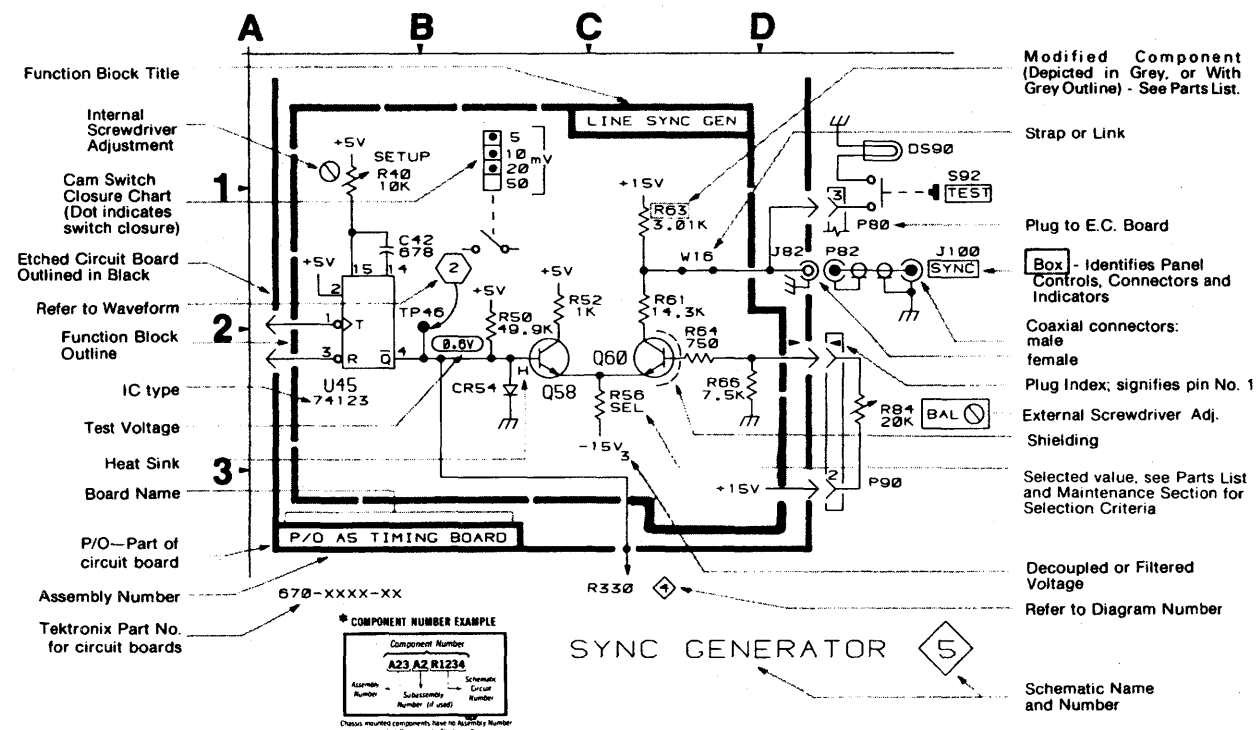 A B C D
Function Block Title
Internal
Screwdriver
Adjustment
Cam Switch
Closure Chart
(Dot indicates
switch closure)
Etched Circuit Board
Outlined in Black
Refer to Waveform
Function Block
Outline
IC type
Test Voltage
Heat Sink
Board Name
P/O—Part of
circuit board
Assembly Number
Tektronix Part No.
for circuit boards
1
2
3
LINE SYNC GEN
+5V
SETUP
R40
10K
5
10
20
50
mV
C42
678
+5V
15 14
2
1 T
3 R
Q 4
U45
74123
2
TP46
0.6V
+5V
R50
49.9K
CR54
H
+5V
R52
1K
Q58
Q60
R56
SEL
-15V3
+15V
R63
3.01K
W16
R61
14.3K
R64
750
R66
7.5K
+15V
DS90
S92
TEST
3
P80
J82 P82
J100
SYNC
1
R84
20K
BAL
2
P90
P/O AS TIMING BOARD
670-XXXX-XX
R330 4
SYNC GENERATOR 5
* COMPONENT NUMBER EXAMPLE
Component Number
A23 A2 R1234
Assembly
Number
Subassembly
Number (if used)
Schematic
Circuit
Number
Chassis mounted components have no Assembly Number
Modified Component
(Depicted in Grey, or With
Grey Outline) - See Parts List.
Strap or Link
Plug to E.C. Board
Box - Identifies Panel
Controls, Connectors and
Indicators
Coaxial connectors:
male
female
Plug Index; signifies pin No. 1
External Screwdriver Adj.
Shielding
Selected value, see Parts List
and Maintenance Section for
Selection Criteria
Decoupled or Filtered
Voltage
Refer to Diagram Number
Schematic Name
and Number